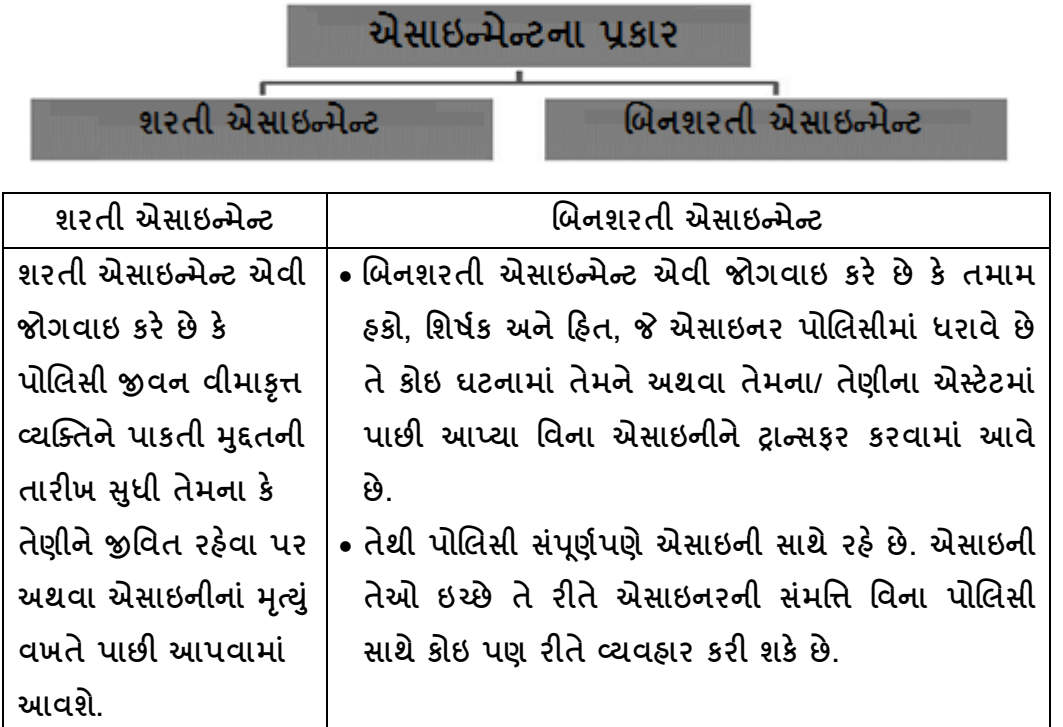 એસાઇન્મેન્ટના પ્રકાર
શરતી એસાઇન્મેન્ટ
બિનશરતી એસાઇન્મેન્ટ
શરતી એસાઇન્મેન્ટ
બિનશરતી એસાઇન્મેન્ટ
શરતી એસાઇન્મેન્ટ એવી
જોગવાઇ કરે છે કે
પોલિસી જીવન વીમાકૃત્ત
વ્યક્તિને પાકતી મુદ્દતની
તારીખ સુધી તેમના કે
તેણીને જીવિત રહેવા પર
અથવા એસાઇનીનાં મૃત્યું
વખતે પાછી આપવામાં
આવશે.
• બિનશરતી એસાઇન્મેન્ટ એવી જોગવાઇ કરે છે કે તમામ
હકો, શિર્ષક અને હિત, જે એસાઇનર પોલિસીમાં ધરાવે છે
તે કોઇ ઘટનામાં તેમને અથવા તેમના/ તેણીના એસ્ટેટમાં
પાછી આપ્યા વિના એસાઇનીને ટ્રાન્સફર કરવામાં આવે
છે.
• તેથી પોલિસી સંપૂર્ણપણે એસાઇની સાથે રહે છે. એસાઇની
તેઓ ઇચ્છે તે રીતે એસાઇનરની સંમત્તિ વિના પોલિસી
સાથે કોઇ પણ રીતે વ્યવહાર કરી શકે છે.